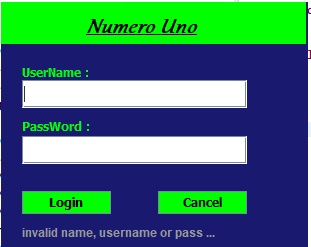 Numero Uno
UserName :
PassWord :
Login Cancel
invalid name, username or pass ...